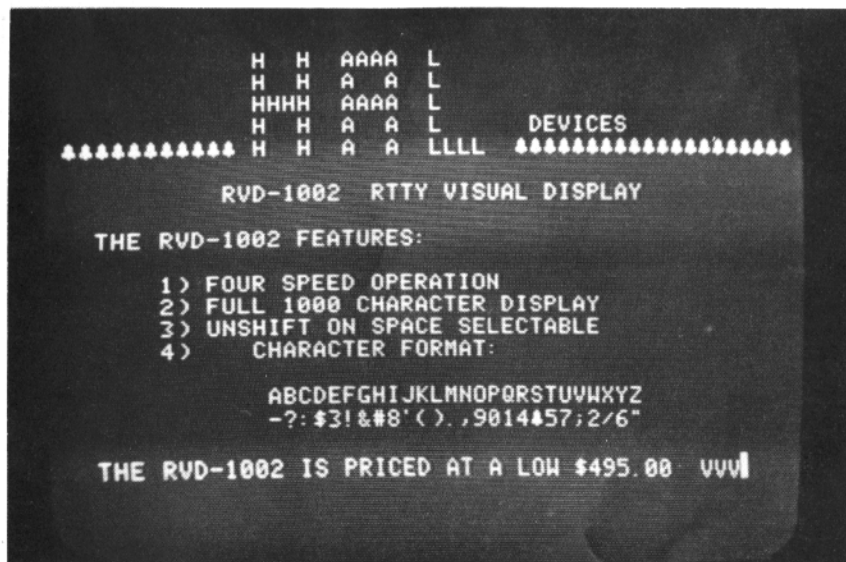 H  H  AAAA  L
H  H  A  A  L
HHHH  AAAA  L
H  H  A  A  L        DEVICES
🔔🔔🔔🔔🔔🔔🔔🔔🔔🔔🔔 H  H  A  A  LLLL  🔔🔔🔔🔔🔔🔔🔔🔔🔔🔔🔔🔔🔔🔔🔔🔔🔔🔔🔔
RVD-1002  RTTY VISUAL DISPLAY
THE RVD-1002 FEATURES:
1) FOUR SPEED OPERATION
2) FULL 1000 CHARACTER DISPLAY
3) UNSHIFT ON SPACE SELECTABLE
4)    CHARACTER FORMAT:
ABCDEFGHIJKLMNOPQRSTUVWXYZ
-?:$3!&#8'().,9014🔔57;2/6"
THE RVD-1002 IS PRICED AT A LOW $495.00  VVV